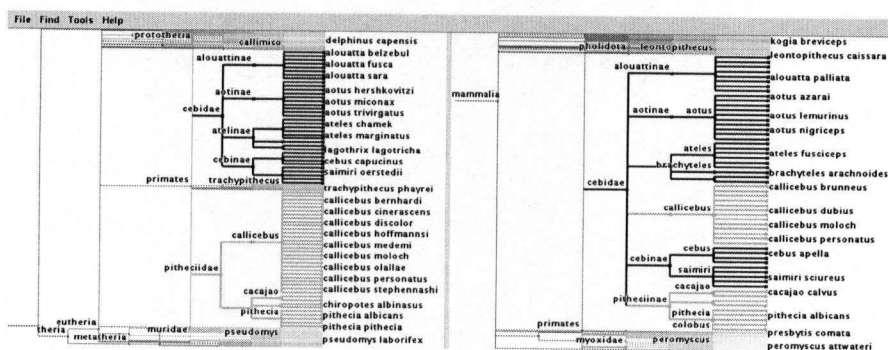 File Find Tools Help
prototheria
callimico
delphinus capensis
alouatta belzebul
alouattinae
alouatta fusca
alouatta sara
aotus hershkovitzi
aotinae
aotus miconax
aotus trivirgatus
cebidae
ateles chamek
atelinae
ateles marginatus
lagothrix lagotricha
cebinae
cebus capucinus
saimiri oerstedii
primates
trachypithecus
trachypithecus phayrei
callicebus bernhardi
callicebus cinerascens
callicebus discolor
callicebus
callicebus hoffmannsi
callicebus medemi
callicebus moloch
pitheciidae
callicebus olallae
callicebus personatus
cacajao
callicebus stephennashi
chiropotes albinasus
pithecia
pithecia albicans
eutheria
theria
muridae
pseudomys
pithecia pithecia
metatheria
pseudomys laborifex
mammalia
pholidota
leontopithecus
kogia breviceps
leontopithecus caissara
alouattinae
alouatta palliata
aotus azarai
aotinae
aotus
aotus lemurinus
aotus nigriceps
ateles
ateles fusciceps
brachyteles
brachyteles arachnoides
cebidae
callicebus brunneus
callicebus
callicebus dubius
callicebus moloch
callicebus personatus
cebus
cebinae
cebus apella
saimiri
saimiri sciureus
cacajao
pitheciinae
cacajao calvus
pithecia
pithecia albicans
primates
colobus
presbytis comata
myoxidae
peromyscus
peromyscus attwateri